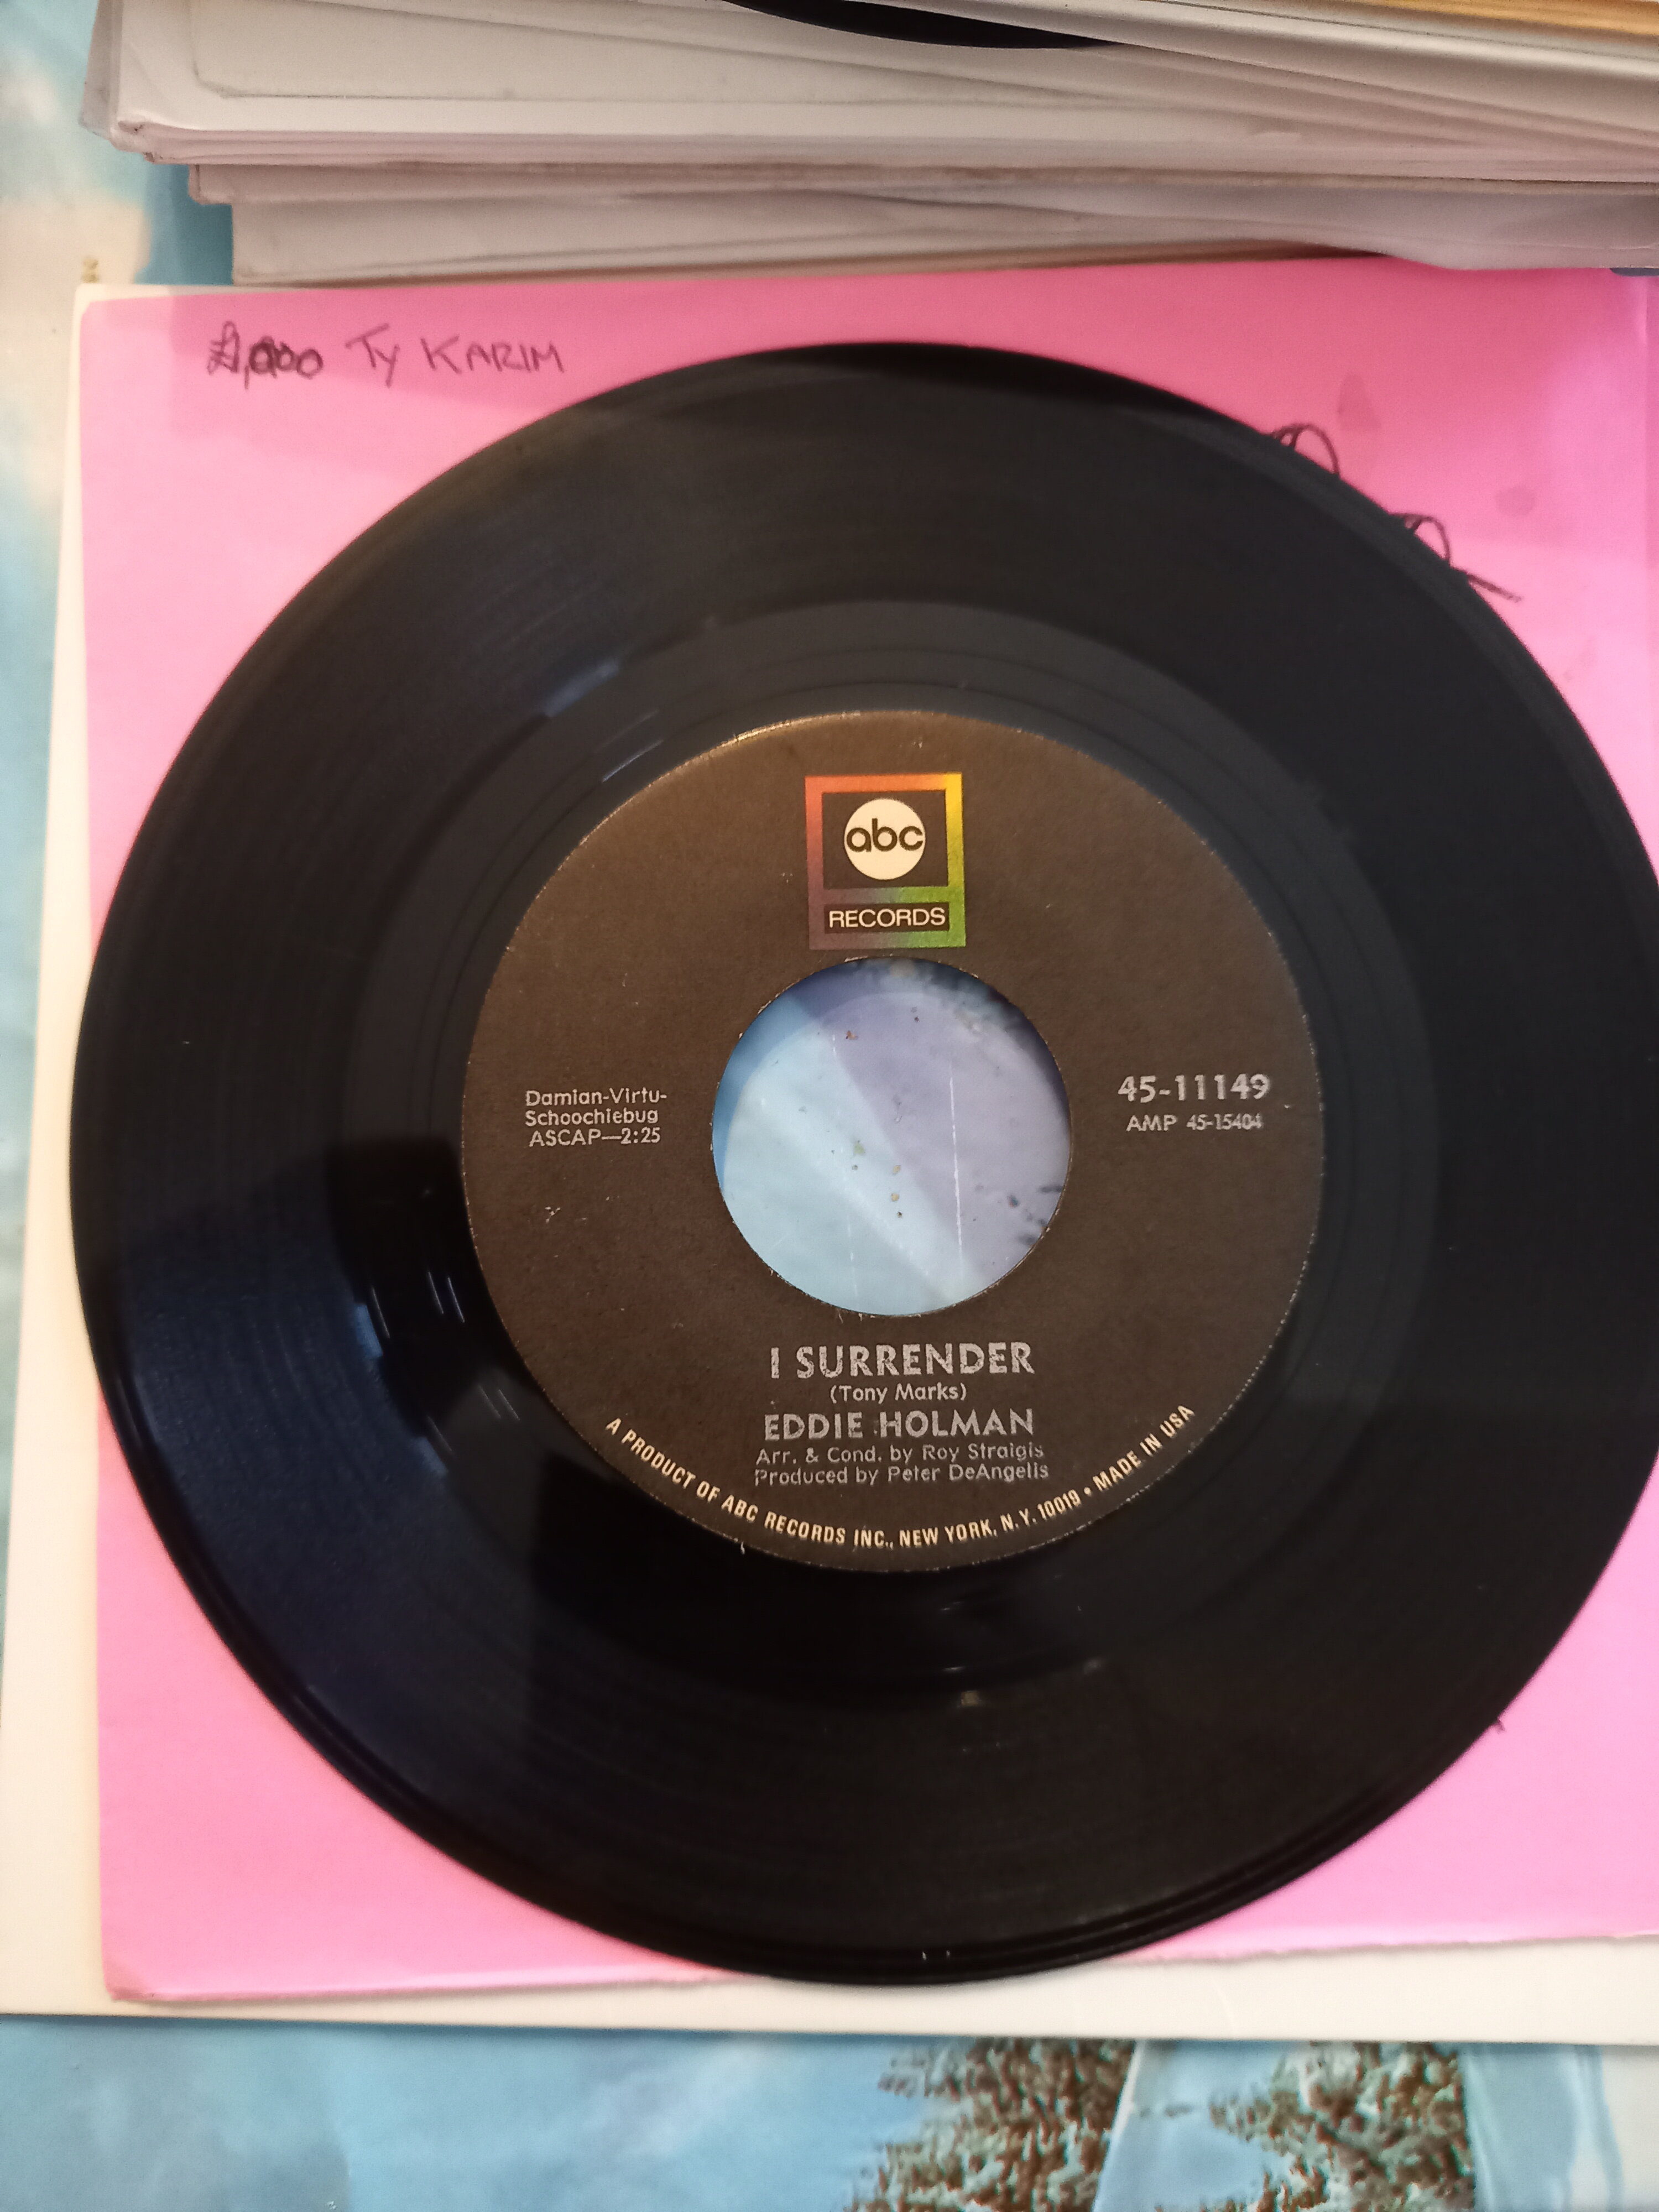 £1,000 TY KARIM
abc
RECORDS
Damian-Virtu-
Schoochiebug
ASCAP—2:25
45-11149
AMP 45-15404
I SURRENDER
(Tony Marks)
EDDIE HOLMAN
Arr. & Cond. by Roy Straigis
Produced by Peter DeAngelis
A PRODUCT OF ABC RECORDS INC., NEW YORK, N.Y. 10019 • MADE IN USA